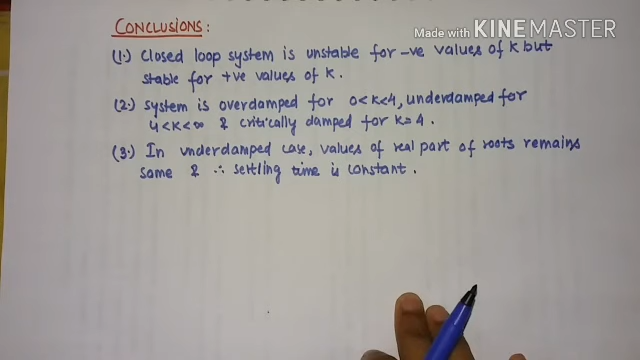 CONCLUSIONS:
Made with KINEMASTER
(1.) Closed loop system is unstable for -ve values of K but
stable for +ve values of K.
(2.) System is overdamped for 0<K<4, underdamped for
4<K<∞ & critically damped for K=4.
(3.) In underdamped case, values of real part of roots remains
same & ∴ settling time is constant.